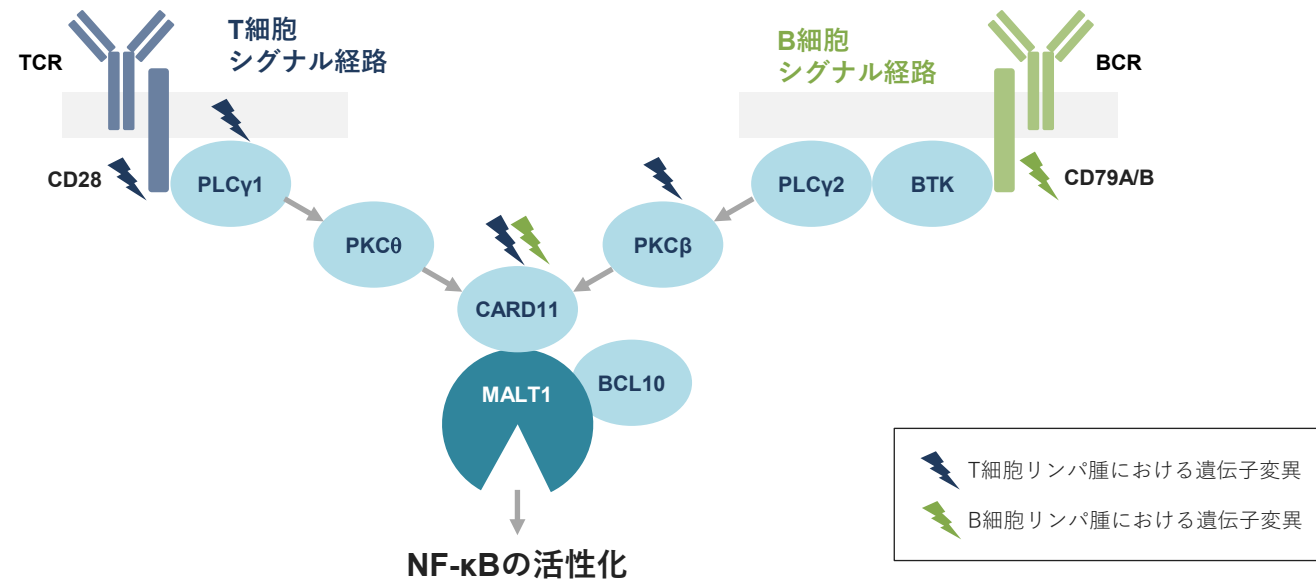 T細胞
シグナル経路
TCR
CD28
PLCγ1
PKCθ
B細胞
シグナル経路
BCR
CD79A/B
BTK
PLCγ2
PKCβ
CARD11
MALT1
BCL10
NF-κBの活性化
T細胞リンパ腫における遺伝子変異
B細胞リンパ腫における遺伝子変異